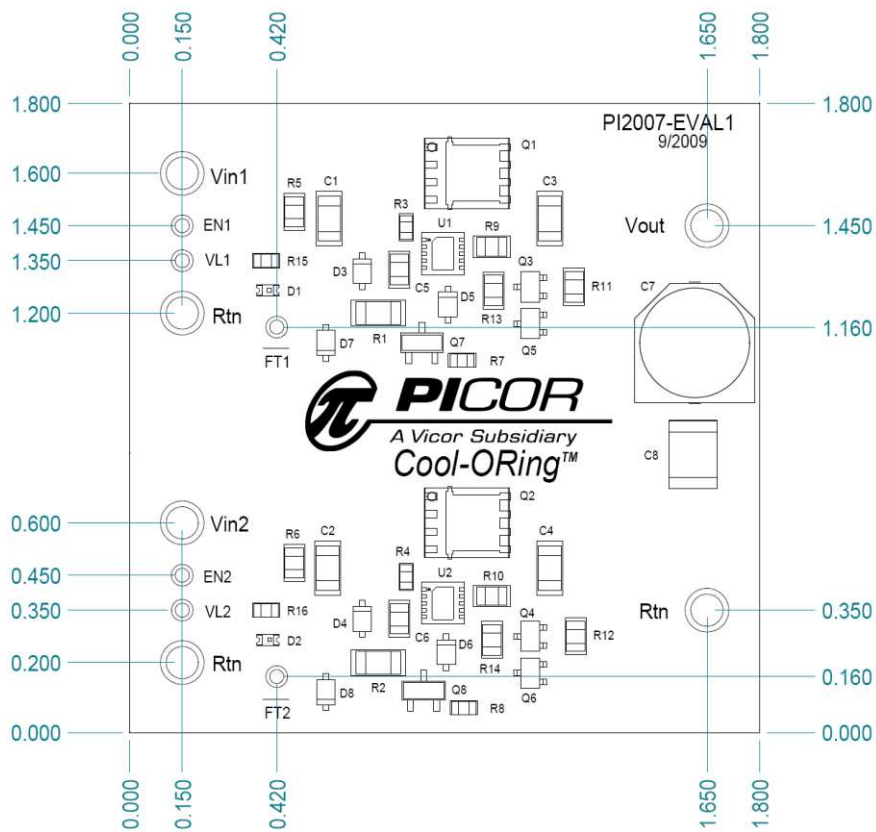 0.000 0.150 0.420 1.650 1.800
1.800 1.800
PI2007-EVAL1
9/2009
Q1
1.600 Vin1
R5 C1 C3
R3
1.450 EN1 U1 R9 Vout 1.450
1.350 VL1 R15 D3 Q3
D1 C5 D5 R11 C7
1.200 Rtn R13 1.160
R1 Q5
FT1 D7 Q7 R7
π PICOR
A Vicor Subsidiary
Cool-ORing™
C8
Q2
0.600 Vin2
R6 C2 C4
R4
0.450 EN2 U2 R10
0.350 VL2 R16 D4 Q4 Rtn 0.350
D2 C6 D6 R12
0.200 Rtn R14 0.160
R2 Q6
FT2 D8 Q8 R8
0.000 0.000
0.000 0.150 0.420 1.650 1.800